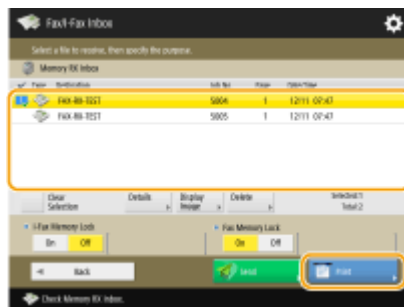 Fax/I-Fax Inbox
Select a file to receive, then specify the purpose.
Memory RX Inbox
✓ Type Destination Job No. Page Date/Time
FAX-RX-TEST 5004 1 12/11 07:47
FAX-RX-TEST 5005 1 12/11 07:47
Clear Selection
Details
Display Image
Delete
Selected:1
Total:2
I-Fax Memory Lock
On Off
Fax Memory Lock
On Off
Back
Send
Print
Check Memory RX Inbox.